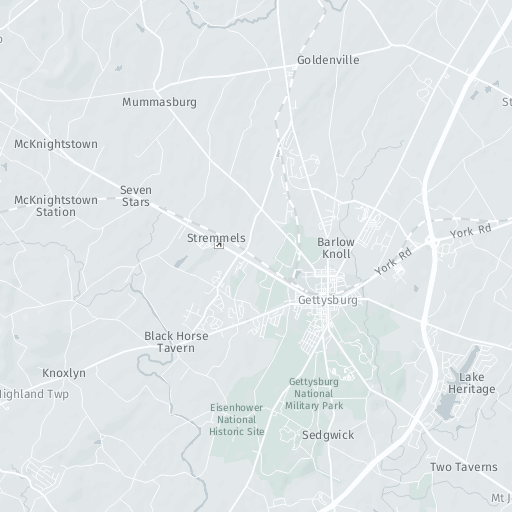 Goldenville
Mummasburg
McKnightstown
McKnightstown
Station
Seven
Stars
Stremmels
Barlow
Knoll
York Rd
York Rd
Gettysburg
Black Horse
Tavern
Knoxlyn
Highland Twp
Lake
Heritage
Gettysburg
National
Military Park
Eisenhower
National
Historic Site
Sedgwick
Two Taverns
Mt J